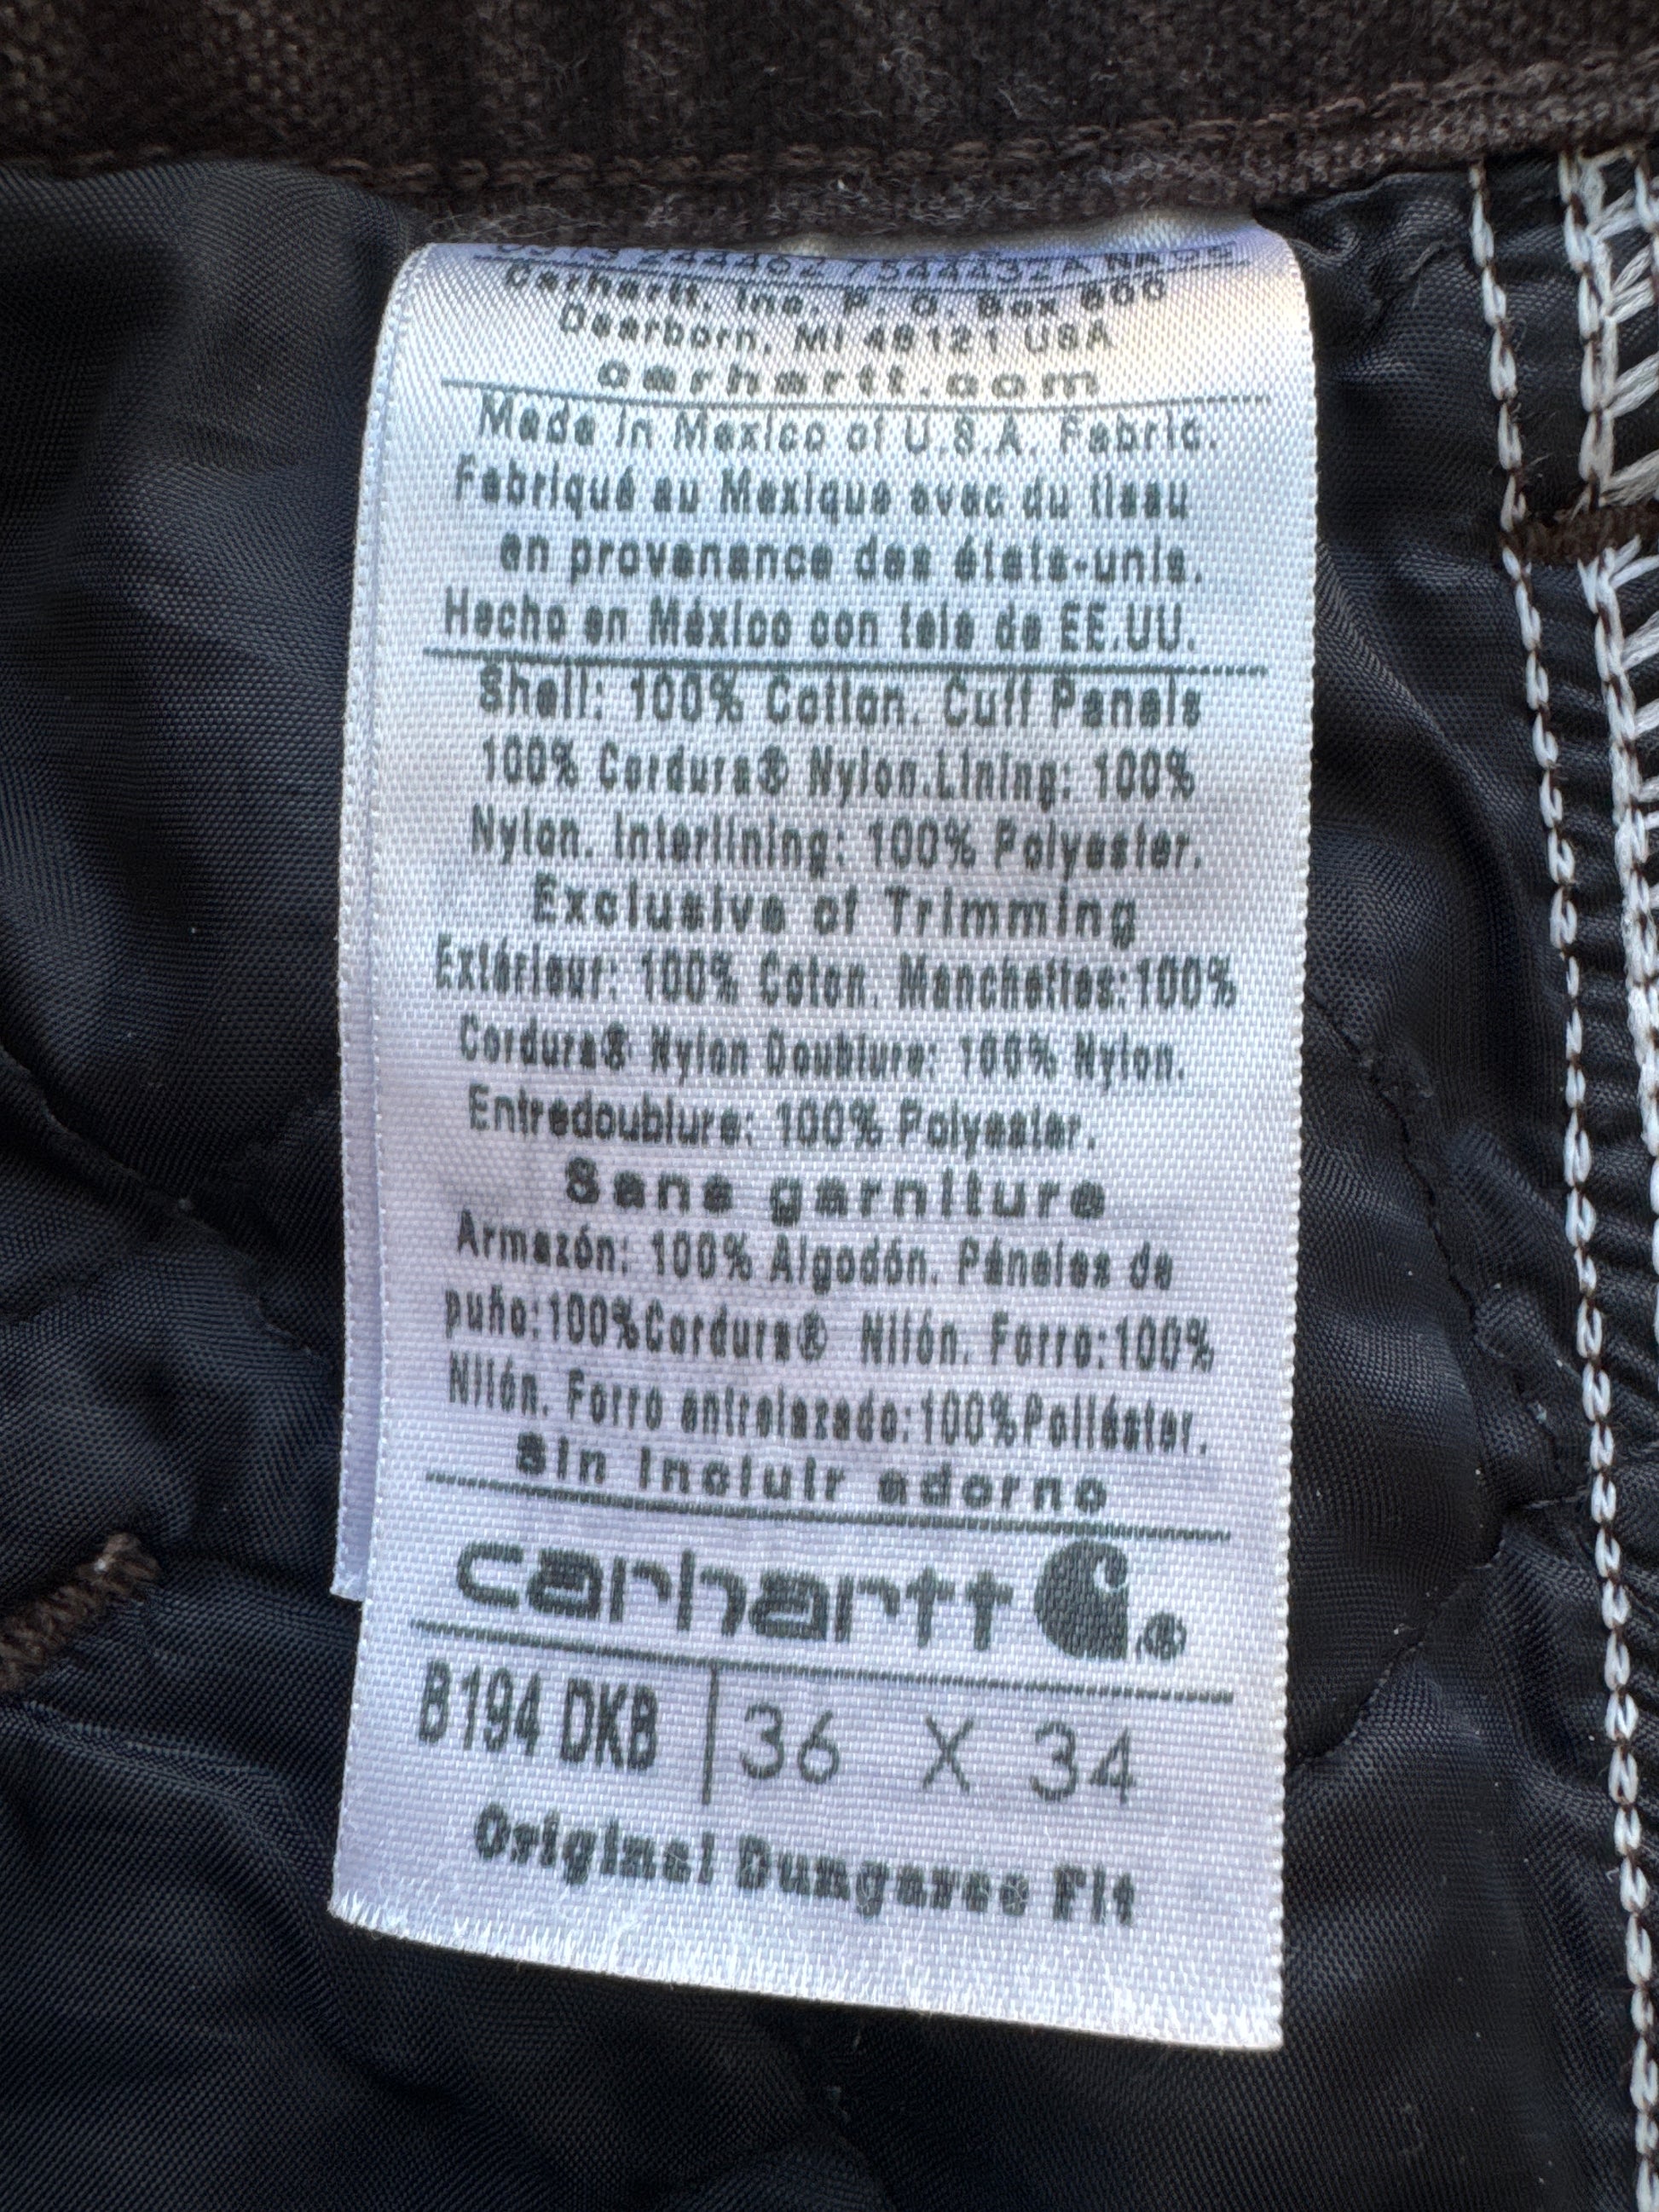 244462 7544432A
Carhartt, Inc. P. O. Box 600
Dearborn, MI 48121 USA
carhartt.com
Made in Mexico of U.S.A. Fabric.
Fabriqué au Mexique avec du tissu
en provenance des états-unis.
Hecho en México con tela de EE.UU.
Shell: 100% Cotton. Cuff Panels
100% Cordura® Nylon.Lining: 100%
Nylon. Interlining: 100% Polyester.
Exclusive of Trimming
Extérieur: 100% Coton. Manchettes:100%
Cordura® Nylon Doublure: 100% Nylon.
Entredoublure: 100% Polyester.
Sans garniture
Armazón: 100% Algodón. Páneles de
puño:100%Cordura® Nilón. Forro:100%
Nilón. Forro entrelazado:100%Poliéster.
Sin incluir adorno
carhartt ®
B194 DKB | 36 X 34
Original Dungaree Fit